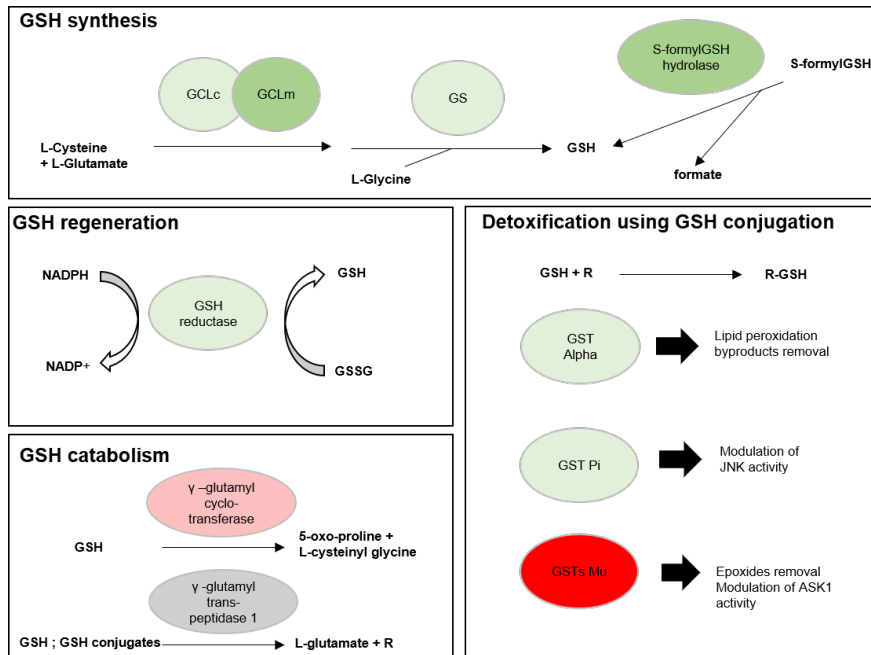 GSH synthesis
GCLc
GCLm
GS
S-formylGSH
hydrolase
S-formylGSH
L-Cysteine
+ L-Glutamate
L-Glycine
GSH
formate
GSH regeneration
NADPH
GSH
reductase
GSH
NADP+
GSSG
GSH catabolism
γ –glutamyl
cyclo-
transferase
GSH
5-oxo-proline +
L-cysteinyl glycine
γ -glutamyl
trans-
peptidase 1
GSH ; GSH conjugates
L-glutamate + R
Detoxification using GSH conjugation
GSH + R
R-GSH
GST
Alpha
Lipid peroxidation
byproducts removal
GST Pi
Modulation of
JNK activity
GSTs Mu
Epoxides removal
Modulation of ASK1
activity